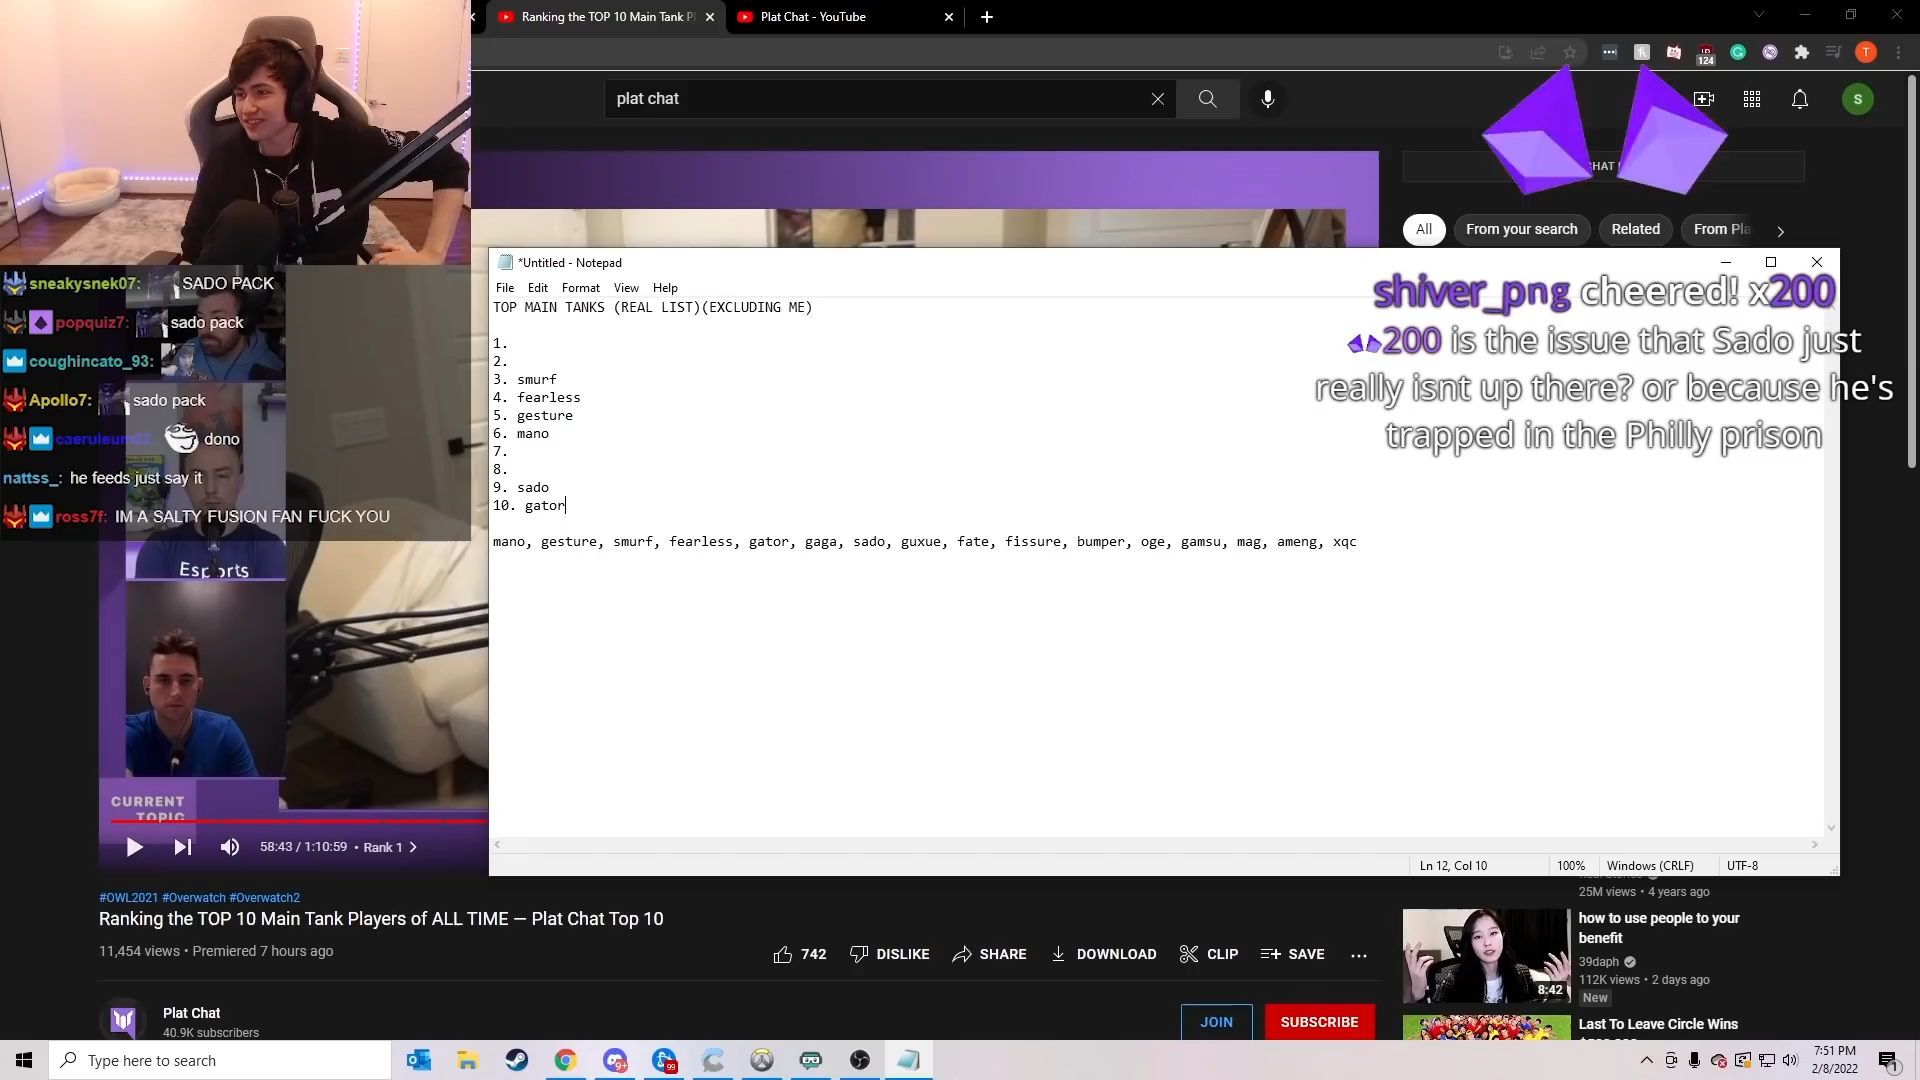 Ranking the TOP 10 Main Tank P
Plat Chat - YouTube
124
T
plat chat
S
CHAT
All
From your search
Related
From Pla
*Untitled - Notepad
File Edit Format View Help
TOP MAIN TANKS (REAL LIST)(EXCLUDING ME)
1.
2.
3. smurf
4. fearless
5. gesture
6. mano
7.
8.
9. sado
10. gator
mano, gesture, smurf, fearless, gator, gaga, sado, guxue, fate, fissure, bumper, oge, gamsu, mag, ameng, xqc
Ln 12, Col 10
100%
Windows (CRLF)
UTF-8
shiver_png cheered! x200
200 is the issue that Sado just
really isnt up there? or because he's
trapped in the Philly prison
sneakysnek07: SADO PACK
popquiz7: sado pack
coughincato_93:
Apollo7: sado pack
dono
nattss_: he feeds just say it
ross7f: IM A SALTY FUSION FAN FUCK YOU
Esports
CURRENT
TOPIC
58:43 / 1:10:59 • Rank 1
#OWL2021 #Overwatch #Overwatch2
Ranking the TOP 10 Main Tank Players of ALL TIME — Plat Chat Top 10
11,454 views • Premiered 7 hours ago
742
DISLIKE
SHARE
DOWNLOAD
CLIP
SAVE
Plat Chat
40.9K subscribers
JOIN
SUBSCRIBE
25M views • 4 years ago
how to use people to your
benefit
39daph
112K views • 2 days ago
New
8:42
Last To Leave Circle Wins
Type here to search
9+
99
7:51 PM
2/8/2022
1